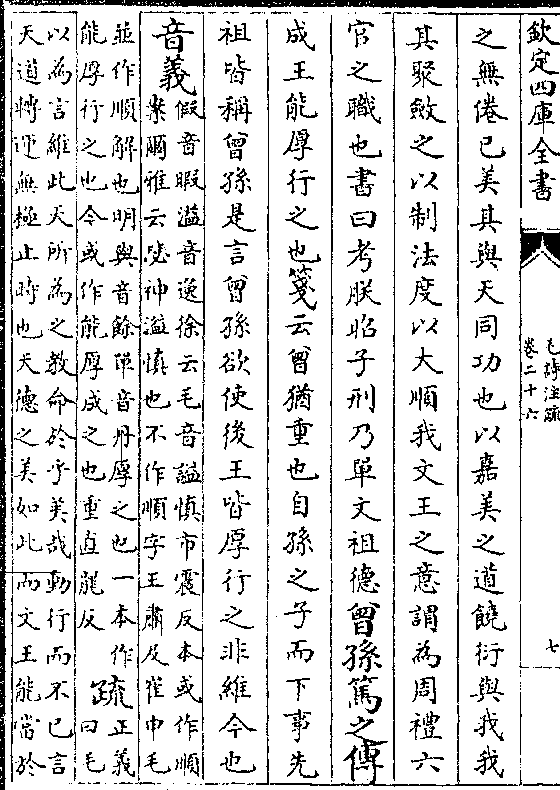 欽定四庫全書
毛詩注疏
卷二十六
七
之無倦已美其與天同功也以嘉美之道饒衍與我我
其聚斂之以制法度以大順我文王之意謂為周禮六
官之職也書曰考朕昭子刑乃單文祖德曾孫篤之傳
成王能厚行之也箋云曾猶重也自孫之子而下事先
祖皆稱曾孫是言曾孫欲使後王皆厚行之非維今也
音義
假音暇溢音逸徐云毛音謚慎市震反本或作順
案爾雅云毖神溢慎也不作順字王肅及崔申毛
並作順解也明與音餘單音丹厚之也一本作
能厚行之也今或作能厚成之也重直龍反
疏
正義
曰毛
以為言維此天所為之教命於乎美哉動行而不已言
天道轉運無極止時也天德之美如此而文王能當於